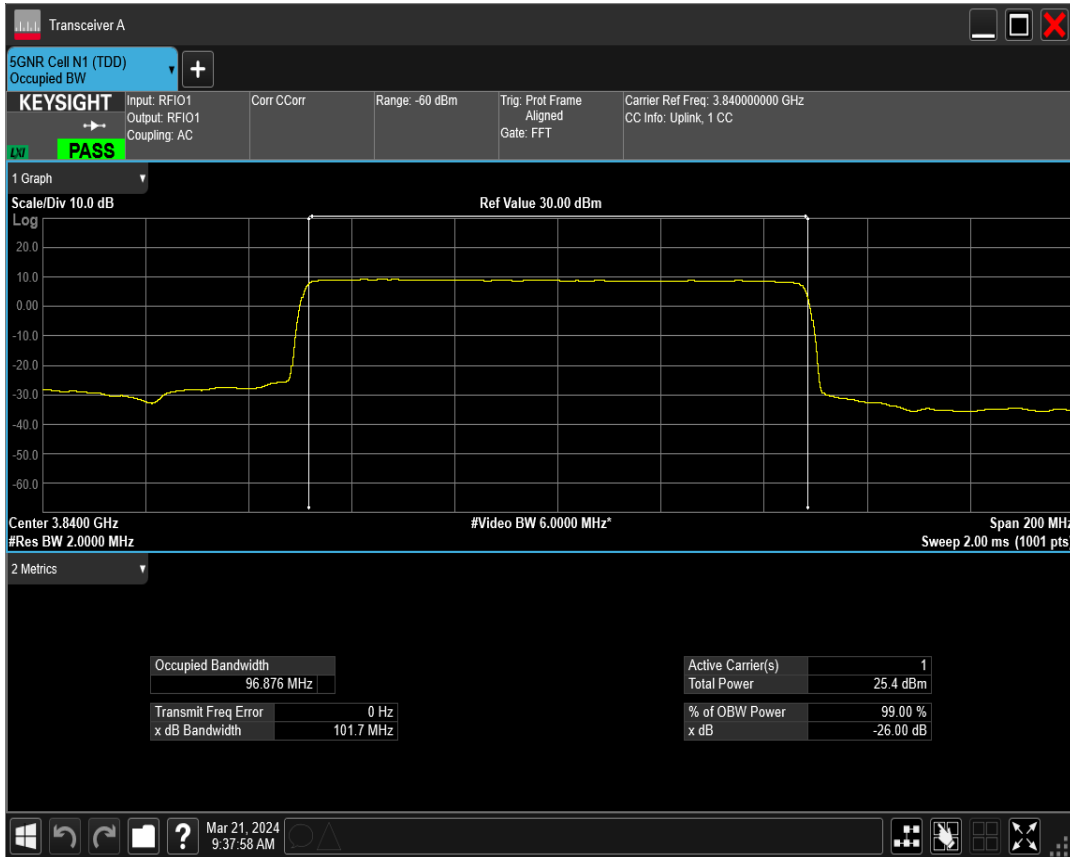 Transceiver A
5GNR Cell N1 (TDD)
Occupied BW
+
KEYSIGHT
LXI
PASS
Input: RFIO1
Output: RFIO1
Coupling: AC
Corr CCorr
Range: -60 dBm
Trig: Prot Frame
Aligned
Gate: FFT
Carrier Ref Freq: 3.840000000 GHz
CC Info: Uplink, 1 CC
1 Graph
Scale/Div 10.0 dB
Ref Value 30.00 dBm
Log
20.0
10.0
0.00
-10.0
-20.0
-30.0
-40.0
-50.0
-60.0
Center 3.8400 GHz
#Video BW 6.0000 MHz*
Span 200 MHz
#Res BW 2.0000 MHz
Sweep 2.00 ms (1001 pts)
2 Metrics
Occupied Bandwidth
96.876 MHz
Transmit Freq Error 0 Hz
x dB Bandwidth 101.7 MHz
Active Carrier(s) 1
Total Power 25.4 dBm
% of OBW Power 99.00 %
x dB -26.00 dB
?
Mar 21, 2024
9:37:58 AM